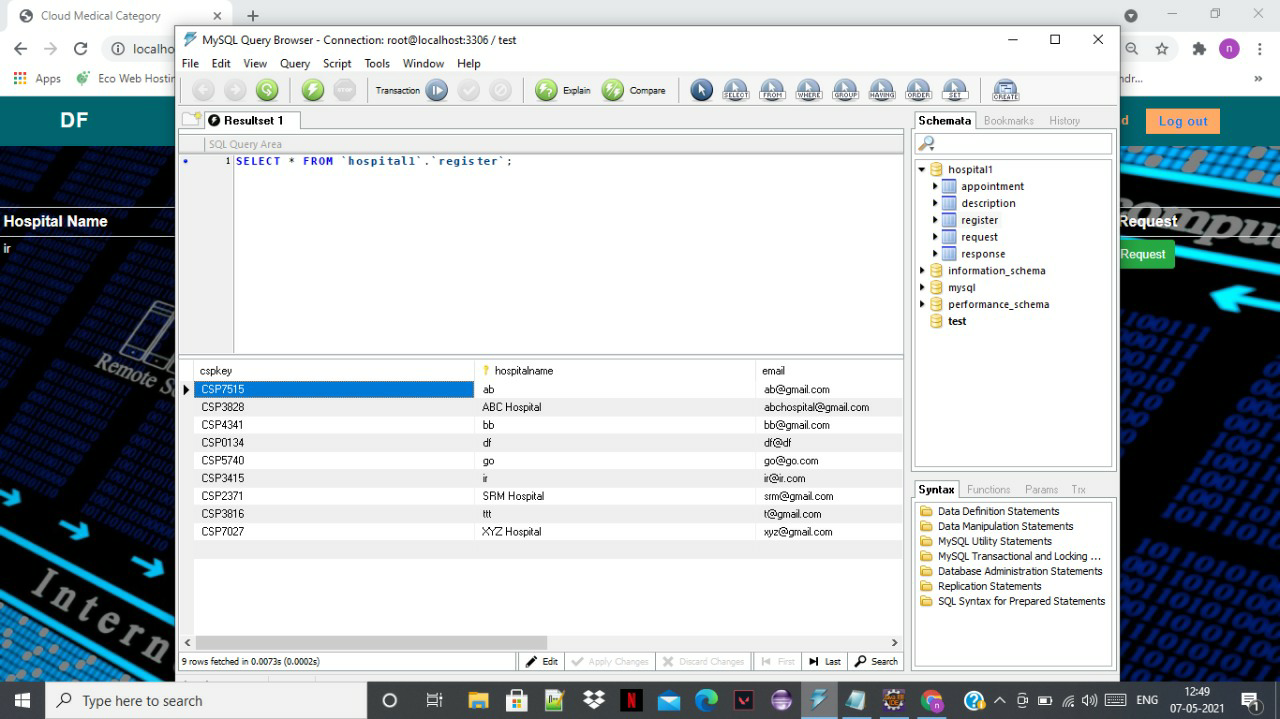 Cloud Medical Category
localho
Apps
Eco Web Hostin
ndr...
MySQL Query Browser - Connection: root@localhost:3306 / test
File Edit View Query Script Tools Window Help
Transaction Explain Compare SELECT FROM WHERE GROUP HAVING ORDER SET CREATE
Resultset 1
SQL Query Area
1 SELECT * FROM `hospital1`.`register`;
DF
d
Log out
Hospital Name
Request
ir
Request
Schemata Bookmarks History
hospital1
appointment
description
register
request
response
information_schema
mysql
performance_schema
test
cspkey hospitalname email
CSP7515 ab ab@gmail.com
CSP3828 ABC Hospital abchospital@gmail.com
CSP4341 bb bb@gmail.com
CSP0134 df df@df
CSP5740 go go@go.com
CSP3415 ir ir@ir.com
CSP2371 SRM Hospital srm@gmail.com
CSP3816 ttt t@gmail.com
CSP7027 XYZ Hospital xyz@gmail.com
Syntax Functions Params Trx
Data Definition Statements
Data Manipulation Statements
MySQL Utility Statements
MySQL Transactional and Locking ...
Database Administration Statements
Replication Statements
SQL Syntax for Prepared Statements
9 rows fetched in 0.0073s (0.0002s)
Edit Apply Changes Discard Changes First Last Search
Remote S
Intern
Comput
Type here to search
ENG
12:49
07-05-2021
1